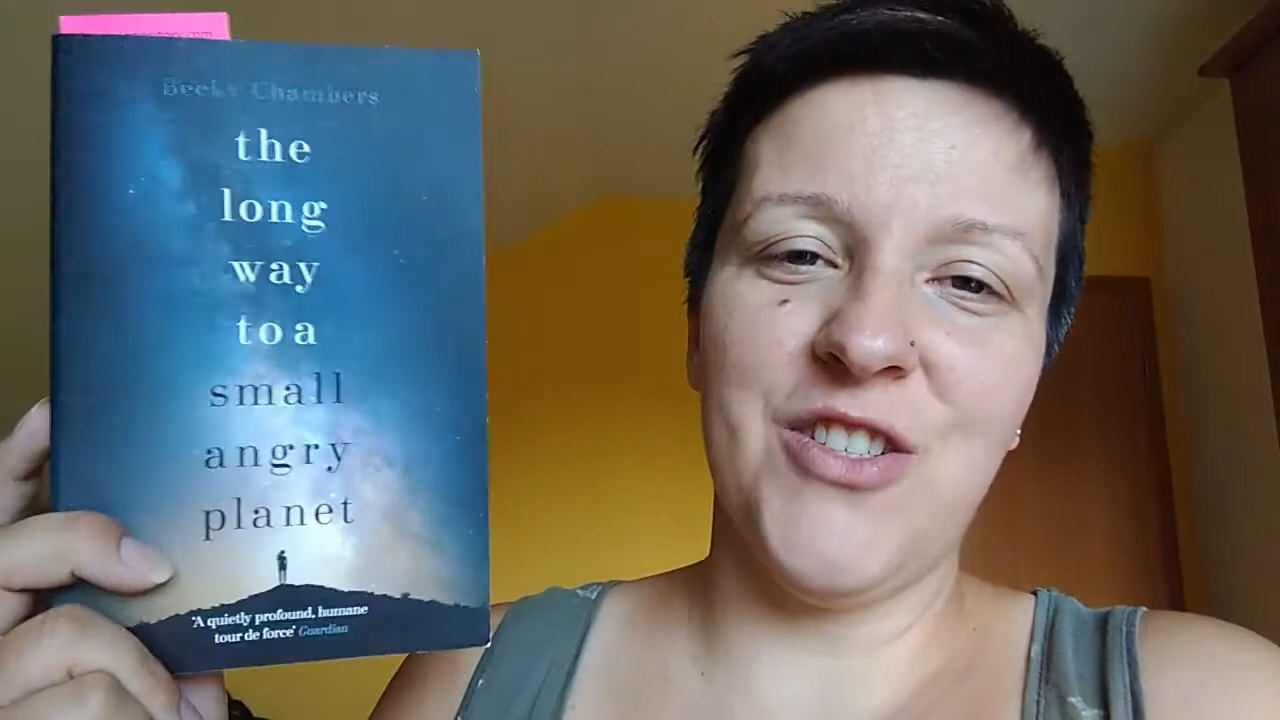 Becky Chambers
the
long
way
to a
small
angry
planet
'A quietly profound, humane
tour de force' Guardian